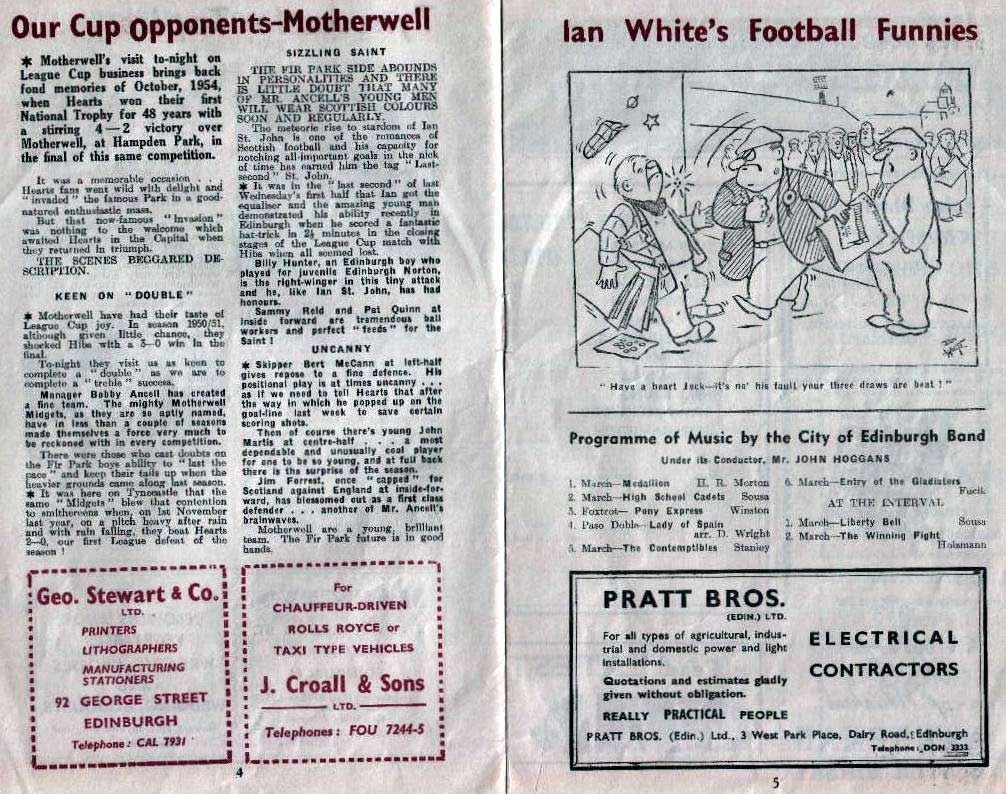 Our Cup Opponents-Motherwell
* Motherwell's visit to-night on
League Cup business brings back
fond memories of October, 1954,
when Hearts won their first
National Trophy for 48 years with
a stirring 4—2 victory over
Motherwell, at Hampden Park, in
the final of this same competition.
It was a memorable occasion . . .
Hearts fans went wild with delight and
"invaded" the famous Park in a good-
natured enthusiastic mass.
But that now-famous "Invasion"
was nothing to the welcome which
awaited Hearts in the Capital when
they returned in triumph.
THE SCENES BEGGARED DE-
SCRIPTION.
KEEN ON "DOUBLE"
* Motherwell have had their taste of
League Cup joy. In season 1950/51,
although given little chance, they
shocked Hibs with a 3—0 win in the
final.
To-night they visit us as keen to
complete a "double" as we are to
complete a "treble" success.
Manager Bobby Ancell has created
a fine team. The mighty Motherwell
Midgets, as they are so aptly named,
have in less than a couple of seasons
made themselves a force very much to
be reckoned with in every competition.
There were those who cast doubts on
the Fir Park boys ability to "last the
pace" and keep their tails up when the
heavier grounds came along last season.
* It was here on Tynecastle that the
same "Midgets" blew that contention
to smithereens when, on 1st November
last year, on a pitch heavy after rain
and with rain falling, they beat Hearts
2—0, our first League defeat of the
season !
SIZZLING SAINT
THE FIR PARK SIDE ABOUNDS
IN PERSONALITIES AND THERE
IS LITTLE DOUBT THAT MANY
OF MR. ANCELL'S YOUNG MEN
WILL WEAR SCOTTISH COLOURS
SOON AND REGULARLY.
The meteoric rise to stardom of Ian
St. John is one of the romances of
Scottish football and his capacity for
notching all-important goals in the nick
of time has earned him the tag "Last-
second" St. John.
* It was in the "last second" of last
Wednesday's first half that Ian got the
equaliser and the amazing young man
demonstrated his ability recently in
Edinburgh when he scored a fantastic
hat-trick in 2½ minutes in the closing
stages of the League Cup match with
Hibs when all seemed lost.
Billy Hunter, an Edinburgh boy who
played for juvenile Edinburgh Norton,
is the right-winger in this tiny attack
and he, like Ian St. John, has had
honours.
Sammy Reid and Pat Quinn at
inside forward are tremendous ball
workers and perfect "feeds" for the
Saint !
UNCANNY
* Skipper Bert McCann at left-half
gives repose to a fine defence. His
positional play is at times uncanny . . .
as if we need to tell Hearts that after
the way in which he popped up on the
goal-line last week to save certain
scoring shots.
Then of course there's young John
Martis at centre-half . . . a most
dependable and unusually cool player
for one to be so young, and at full back
there is the surprise of the season.
Jim Forrest, once "capped" for
Scotland against England at inside-for-
ward, has blossomed out as a first class
defender . . . another of Mr. Ancell's
brainwaves.
Motherwell are a young, brilliant
team. The Fir Park future is in good
hands.
Geo. Stewart & Co.
LTD.
PRINTERS
LITHOGRAPHERS
MANUFACTURING
STATIONERS
92 GEORGE STREET
EDINBURGH
Telephone: CAL 7931
For
CHAUFFEUR-DRIVEN
ROLLS ROYCE or
TAXI TYPE VEHICLES
J. Croall & Sons
LTD.
Telephones: FOU 7244-5
4
Ian White's Football Funnies
"Have a heart Jock—it's no' his fault your three draws are beat !"
Programme of Music by the City of Edinburgh Band
Under its Conductor, Mr. JOHN HOGGANS
1. March—Medallion H. R. Morton
2. March—High School Cadets Sousa
3. Foxtrot—Pony Express Winston
4. Paso Doble—Lady of Spain
arr. D. Wright
5. March—The Contemptibles Stanley
6. March—Entry of the Gladiators
Fucik
AT THE INTERVAL
1. March—Liberty Bell Sousa
2. March—The Winning Fight
Holzmann
PRATT BROS.
(EDIN.) LTD.
For all types of agricultural, indus-
trial and domestic power and light
installations.
Quotations and estimates gladly
given without obligation.
REALLY PRACTICAL PEOPLE
ELECTRICAL
CONTRACTORS
PRATT BROS. (Edin.) Ltd., 3 West Park Place, Dalry Road, Edinburgh
Telephone: DON 3233
5